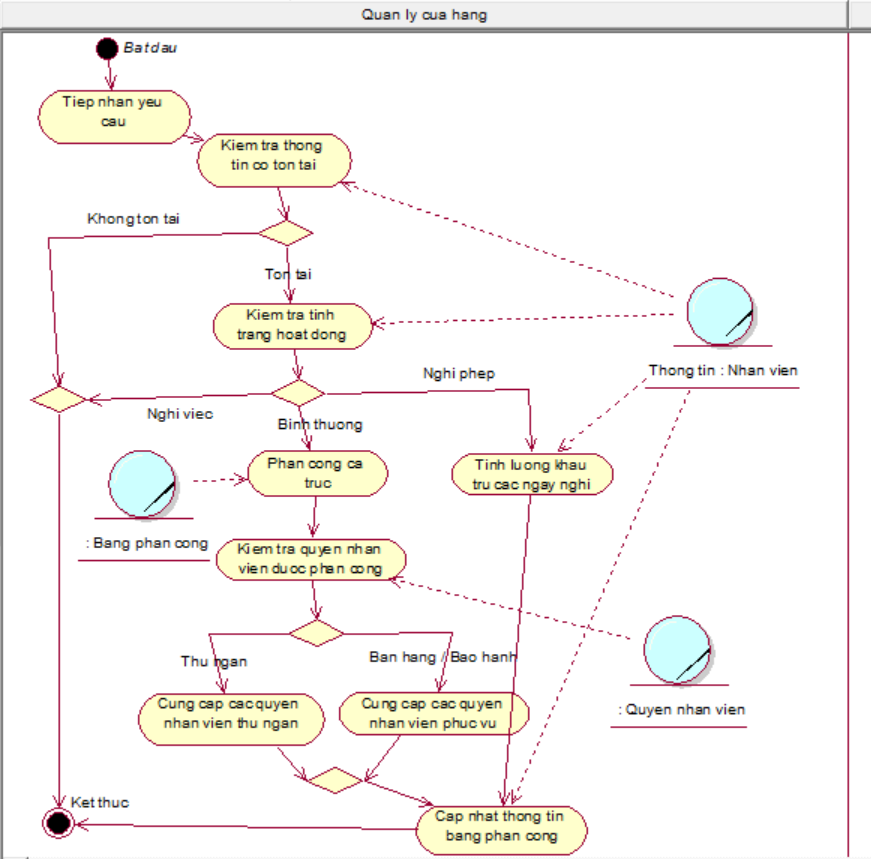 Quan ly cua hang
Bat dau
Tiep nhan yeu
cau
Kiem tra thong
tin co ton tai
Khong ton tai
Ton tai
Kiem tra tinh
trang hoat dong
Thong tin : Nhan vien
Nghi phep
Nghi viec
Binh thuong
Phan cong ca
truc
Tinh luong khau
tru cac ngay nghi
: Bang phan cong
Kiem tra quyen nhan
vien duoc phan cong
Thu ngan
Ban hang / Bao hanh
Cung cap cac quyen
nhan vien thu ngan
Cung cap cac quyen
nhan vien phuc vu
: Quyen nhan vien
Ket thuc
Cap nhat thong tin
bang phan cong